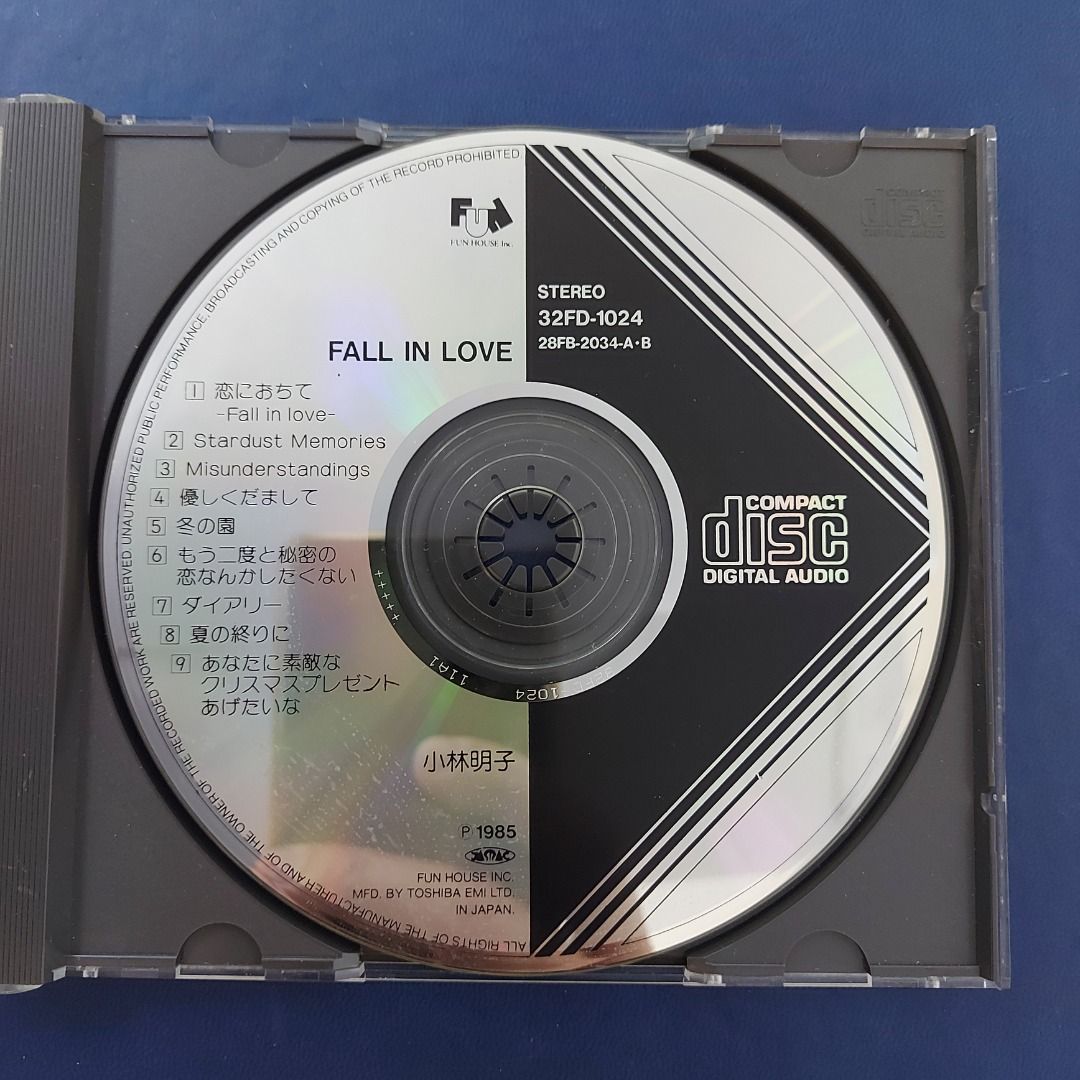 ALL RIGHTS OF THE MANUFACTURER AND OF THE OWNER OF THE RECORDED WORK ARE RESERVED UNAUTHORIZED PUBLIC PERFORMANCE, BROADCASTING AND COPYING OF THE RECORD PROHIBITED
FUN
FUN HOUSE Inc.
STEREO
32FD-1024
28FB-2034-A・B
FALL IN LOVE
1 恋におちて
-Fall in love-
2 Stardust Memories
3 Misunderstandings
4 優しくだまして
5 冬の園
6 もう二度と秘密の
恋なんかしたくない
7 ダイアリー
8 夏の終りに
9 あなたに素敵な
クリスマスプレゼント
あげたいな
小林明子
℗ 1985
FUN HOUSE INC.
MFD. BY TOSHIBA EMI LTD.
IN JAPAN.
COMPACT
disc
DIGITAL AUDIO
+++++
1024 11A1
COMPACT
disc
DIGITAL AUDIO